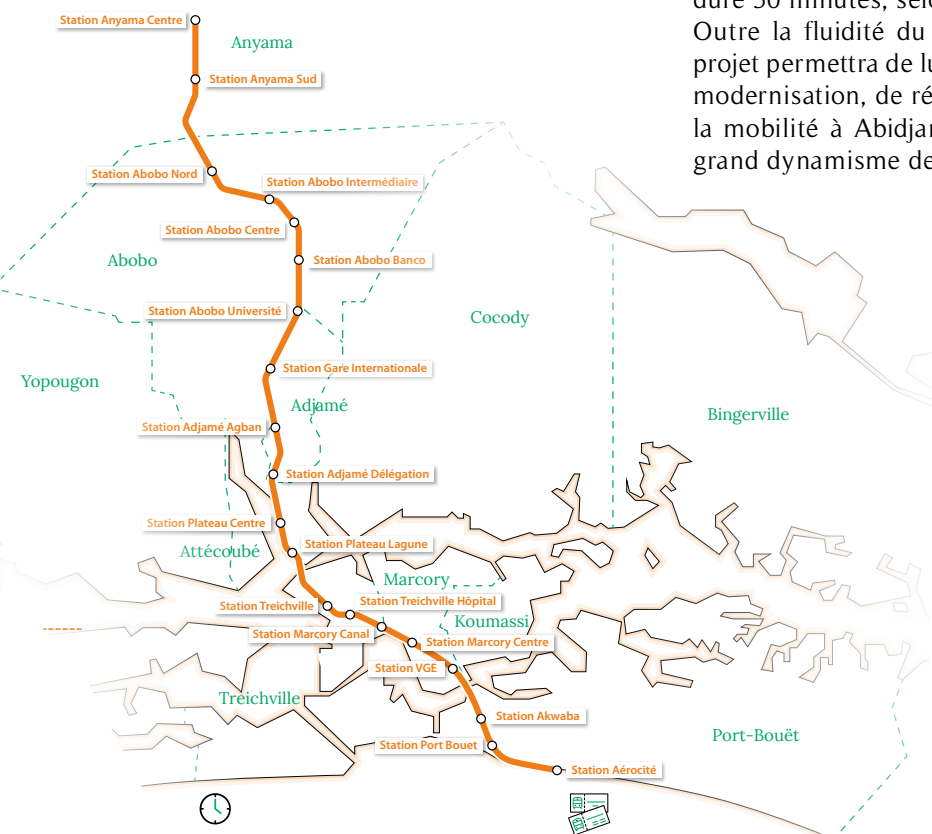 dure 50 minutes, selo
Outre la fluidité du
projet permettra de lu
modernisation, de ré
la mobilité à Abidjan
grand dynamisme de
Station Anyama Centre
Anyama
Station Anyama Sud
Station Abobo Nord
Station Abobo Intermédiaire
Station Abobo Centre
Abobo
Station Abobo Banco
Station Abobo Université
Cocody
Station Gare Internationale
Yopougon
Adjamé
Bingerville
Station Adjamé Agban
Station Adjamé Délégation
Station Plateau Centre
Attécoubé
Station Plateau Lagune
Marcory
Station Treichville
Station Treichville Hôpital
Koumassi
Station Marcory Canal
Station Marcory Centre
Station VGE
Treichville
Station Akwaba
Port-Bouët
Station Port Bouet
Station Aérocité